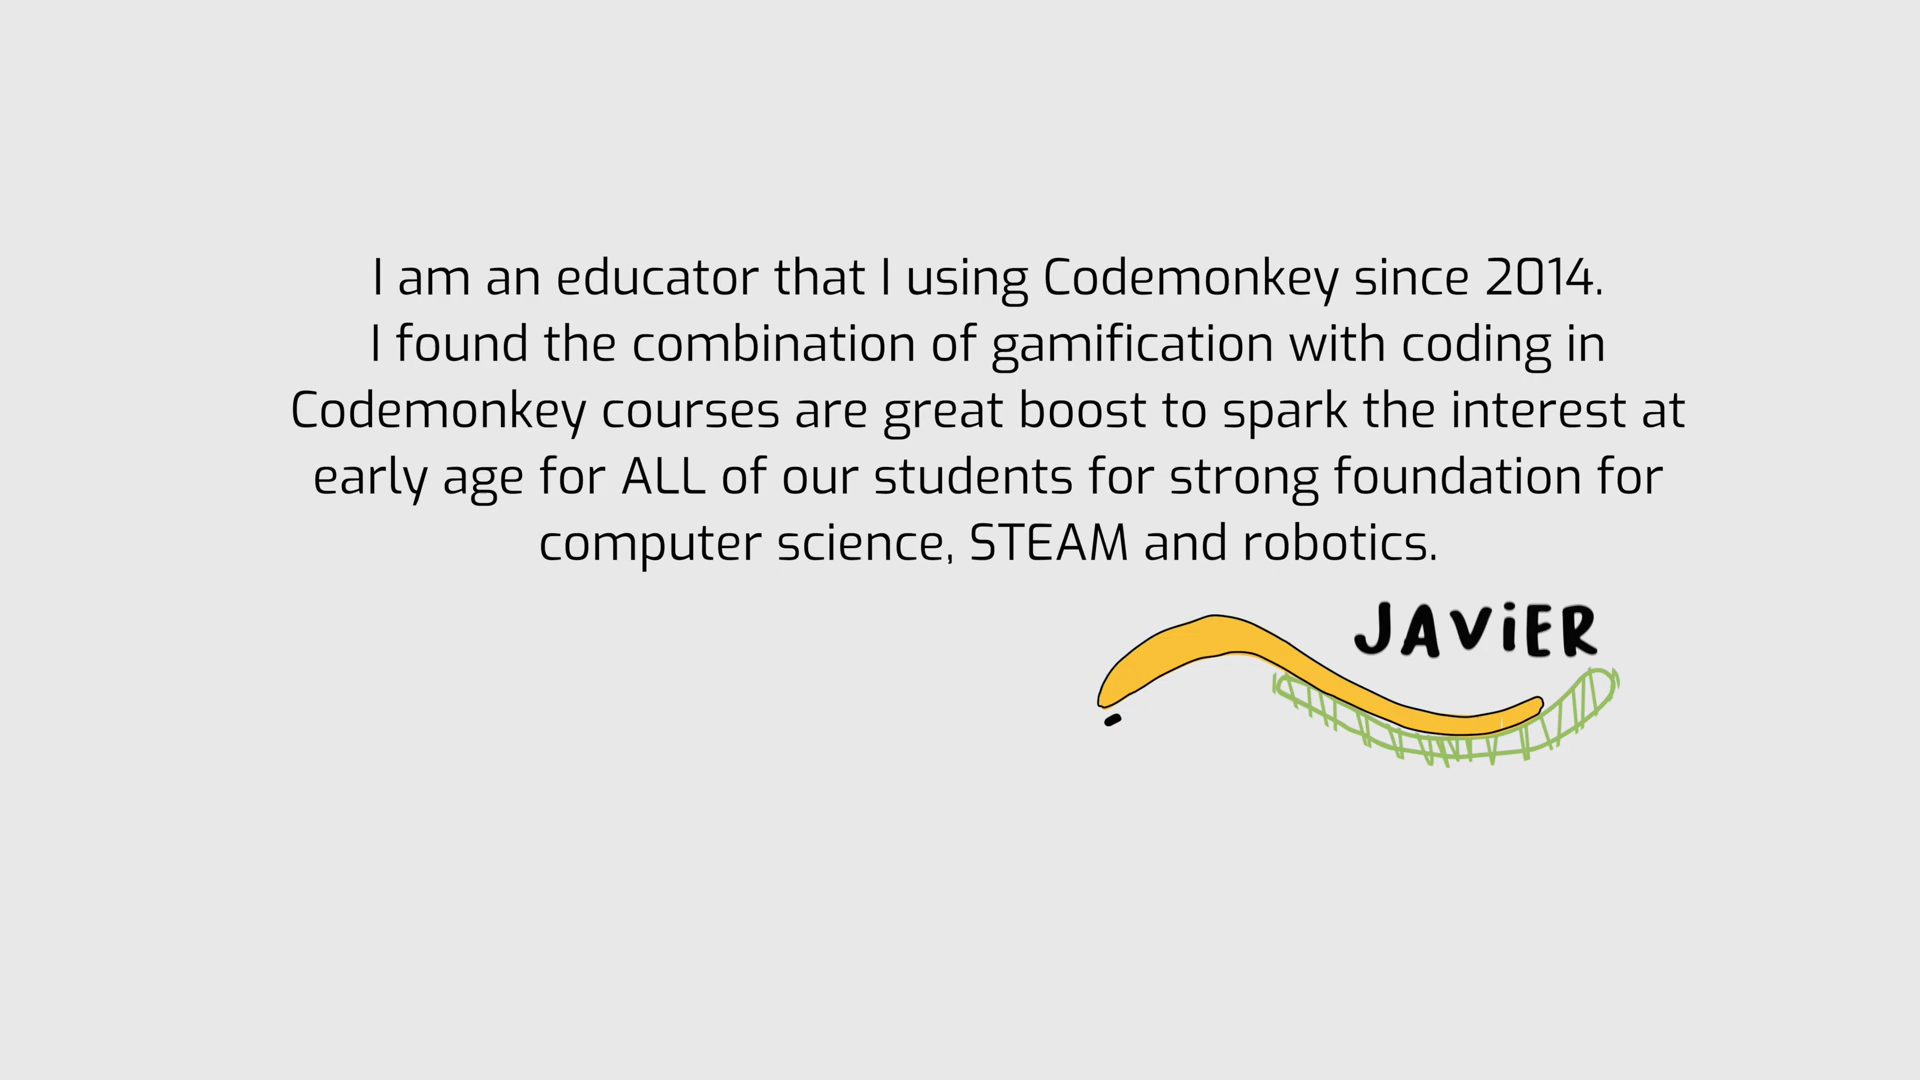 I am an educator that I using Codemonkey since 2014.
I found the combination of gamification with coding in
Codemonkey courses are great boost to spark the interest at
early age for ALL of our students for strong foundation for
computer science, STEAM and robotics.
JAViER